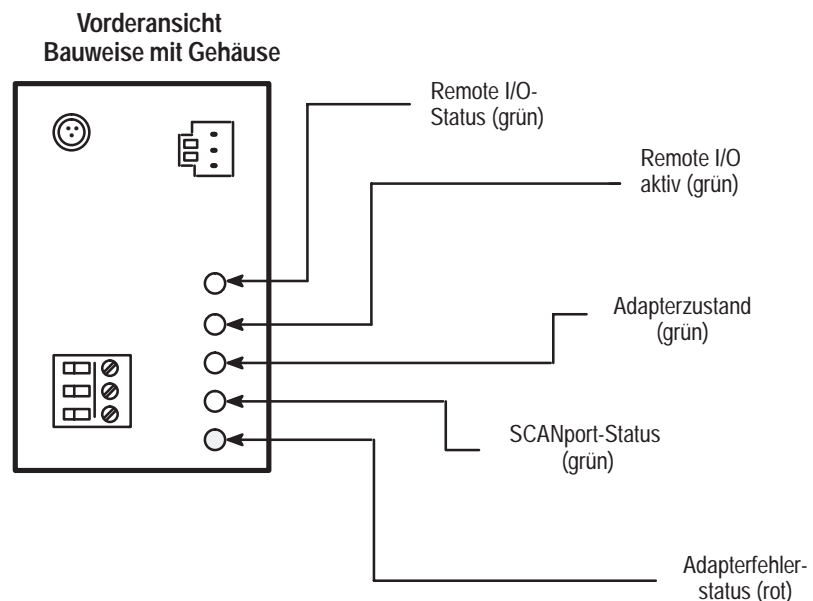 Vorderansicht
Bauweise mit Gehäuse
Remote I/O-
Status (grün)
Remote I/O
aktiv (grün)
Adapterzustand
(grün)
SCANport-Status
(grün)
Adapterfehler-
status (rot)